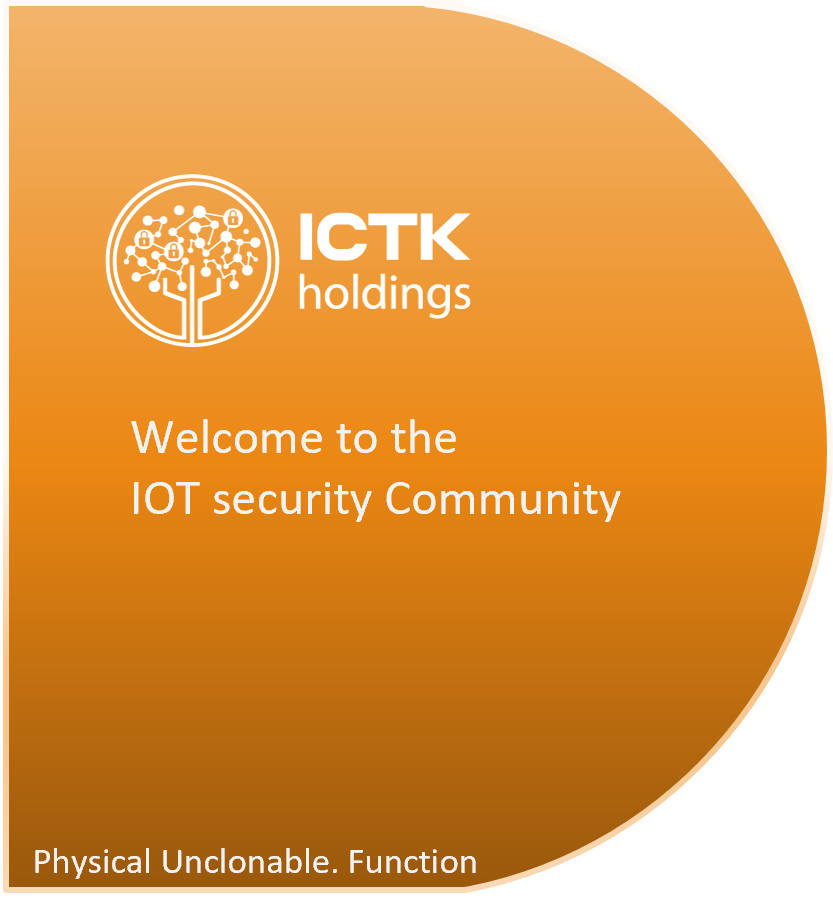 ICTK
holdings
Welcome to the
IOT security Community
Physical Unclonable. Function